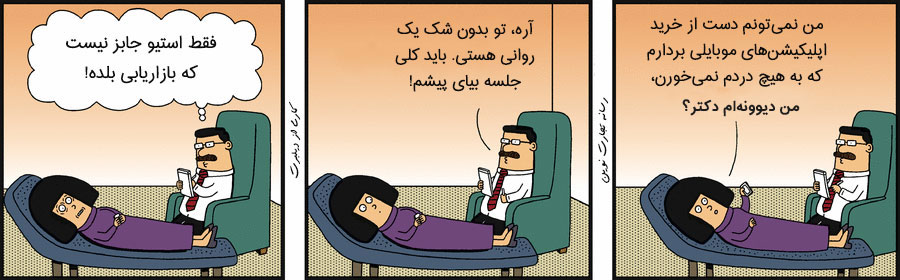 من نمی‌تونم دست از خرید
اپلیکیشن‌های موبایلی بردارم
که به هیچ دردم نمی‌خورن،
من دیوونه‌ام دکتر؟
رسانه تجارت نوین
آره، تو بدون شک یک
روانی هستی. باید کلی
جلسه بیای پیشم!
کاری از دیلبرت
فقط استیو جابز نیست
که بازاریابی بلده!